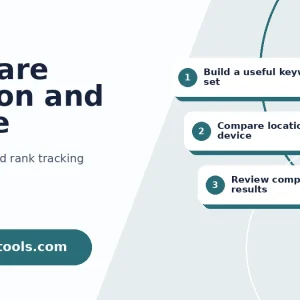 are
on and
e
d rank tracking
tools.com
1
Build a useful keyw
set
2
Compare locatio
device
3
Review comp
results